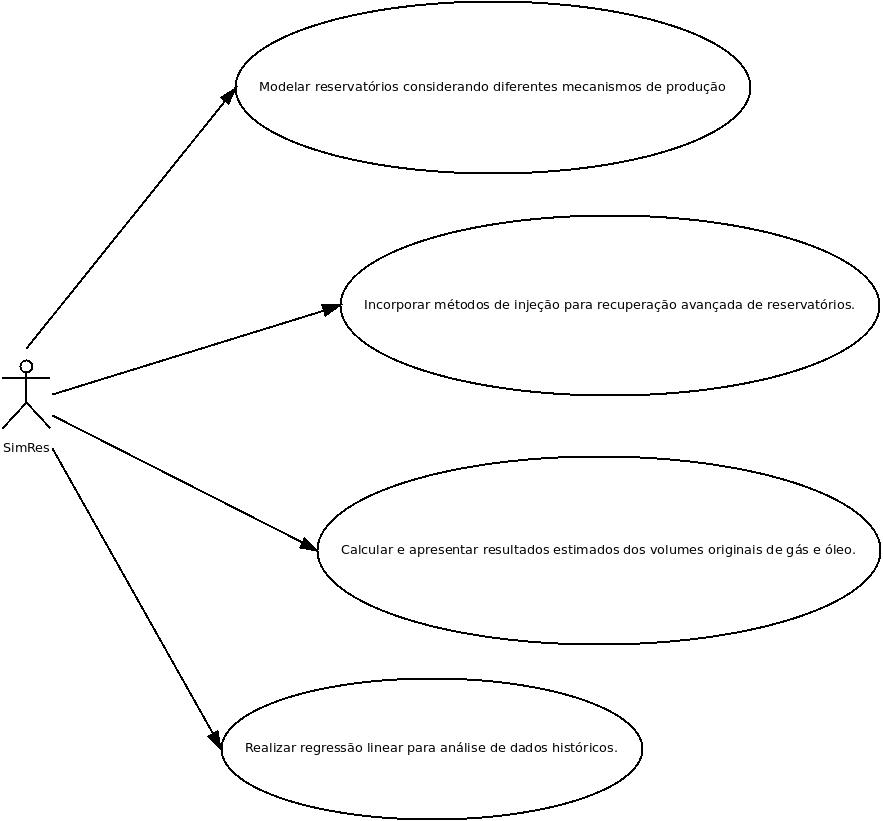 Modelar reservatórios considerando diferentes mecanismos de produção
Incorporar métodos de injeção para recuperação avançada de reservatórios.
SimRes
Calcular e apresentar resultados estimados dos volumes originais de gás e óleo.
Realizar regressão linear para análise de dados históricos.